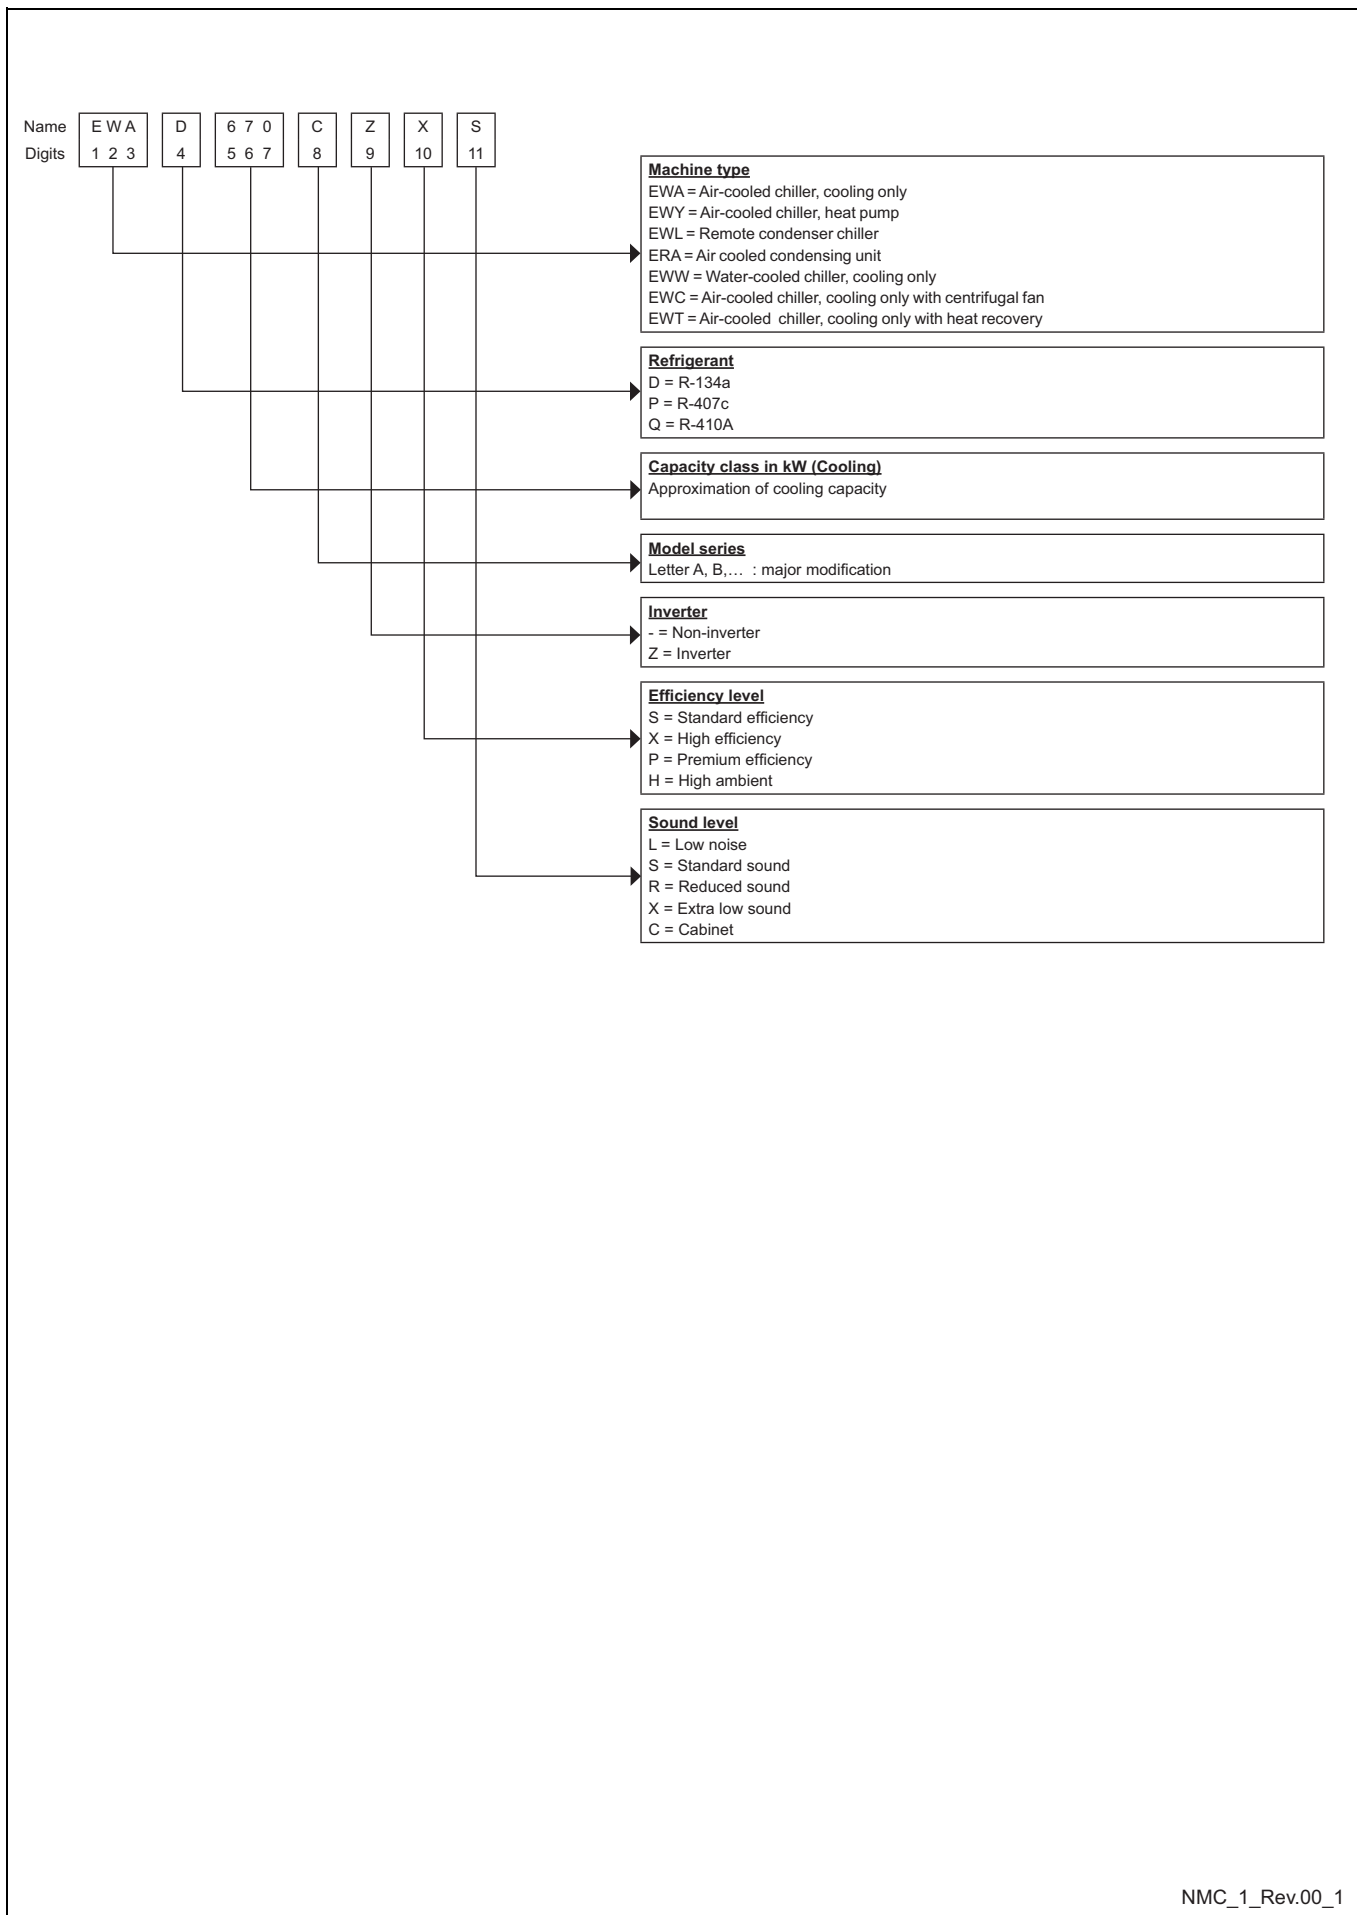 Name E W A D 6 7 0 C Z X S
Digits 1 2 3 4 5 6 7 8 9 10 11
Machine type
EWA = Air-cooled chiller, cooling only
EWY = Air-cooled chiller, heat pump
EWL = Remote condenser chiller
ERA = Air cooled condensing unit
EWW = Water-cooled chiller, cooling only
EWC = Air-cooled chiller, cooling only with centrifugal fan
EWT = Air-cooled chiller, cooling only with heat recovery
Refrigerant
D = R-134a
P = R-407c
Q = R-410A
Capacity class in kW (Cooling)
Approximation of cooling capacity
Model series
Letter A, B,… : major modification
Inverter
- = Non-inverter
Z = Inverter
Efficiency level
S = Standard efficiency
X = High efficiency
P = Premium efficiency
H = High ambient
Sound level
L = Low noise
S = Standard sound
R = Reduced sound
X = Extra low sound
C = Cabinet
NMC_1_Rev.00_1